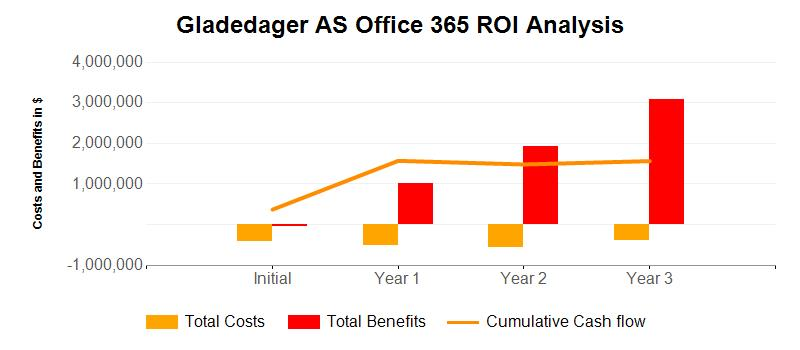 Gladedager AS Office 365 ROI Analysis
4,000,000
3,000,000
2,000,000
1,000,000
-1,000,000
Costs and Benefits in $
Initial Year 1 Year 2 Year 3
Total Costs Total Benefits Cumulative Cash flow